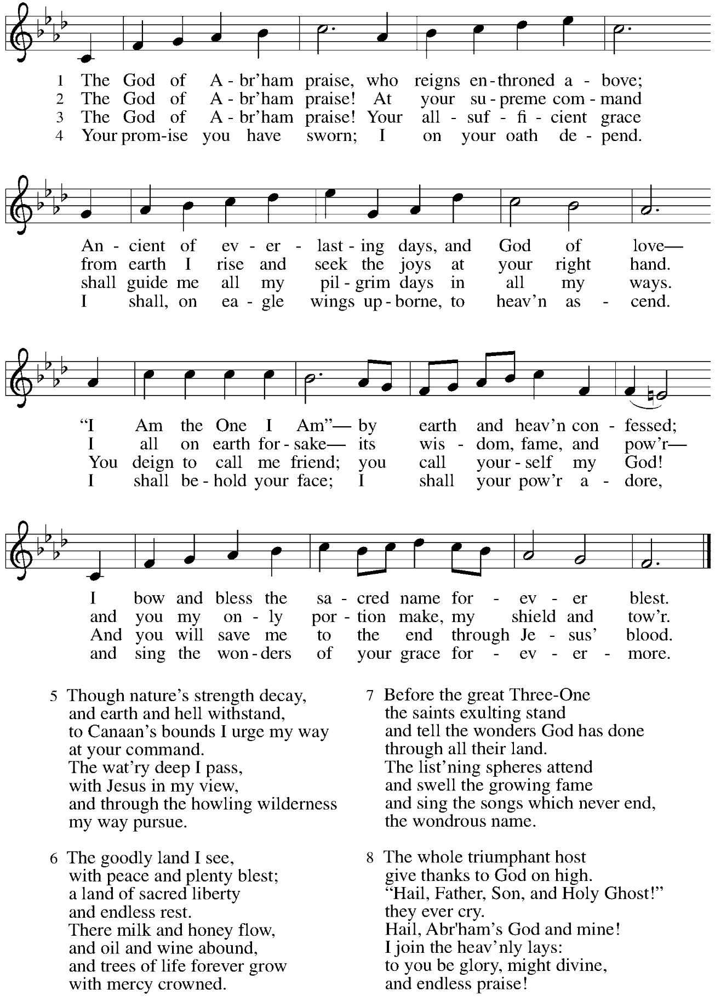 1 The God of A - br’ham praise, who reigns en - throned a - bove;
2 The God of A - br’ham praise! At your su - preme com - mand
3 The God of A - br’ham praise! Your all - suf - fi - cient grace
4 Your prom - ise you have sworn; I on your oath de - pend.
An - cient of ev - er - last - ing days, and God of love—
from earth I rise and seek the joys at your right hand.
shall guide me all my pil - grim days in all my ways.
I shall, on ea - gle wings up - borne, to heav’n as - cend.
“I Am the One I Am”— by earth and heav’n con - fessed;
I all on earth for - sake— its wis - dom, fame, and pow’r—
You deign to call me friend; you call your - self my God!
I shall be - hold your face; I shall your pow’r a - dore,
I bow and bless the sa - cred name for - ev - er blest.
and you my on - ly por - tion make, my shield and tow’r.
And you will save me to the end through Je - sus’ blood.
and sing the won - ders of your grace for - ev - er - more.
5 Though nature’s strength decay,
and earth and hell withstand,
to Canaan’s bounds I urge my way
at your command.
The wat’ry deep I pass,
with Jesus in my view,
and through the howling wilderness
my way pursue.
6 The goodly land I see,
with peace and plenty blest;
a land of sacred liberty
and endless rest.
There milk and honey flow,
and oil and wine abound,
and trees of life forever grow
with mercy crowned.
7 Before the great Three-One
the saints exulting stand
and tell the wonders God has done
through all their land.
The list’ning spheres attend
and swell the growing fame
and sing the songs which never end,
the wondrous name.
8 The whole triumphant host
give thanks to God on high.
“Hail, Father, Son, and Holy Ghost!”
they ever cry.
Hail, Abr'ham’s God and mine!
I join the heav’nly lays:
to you be glory, might divine,
and endless praise!